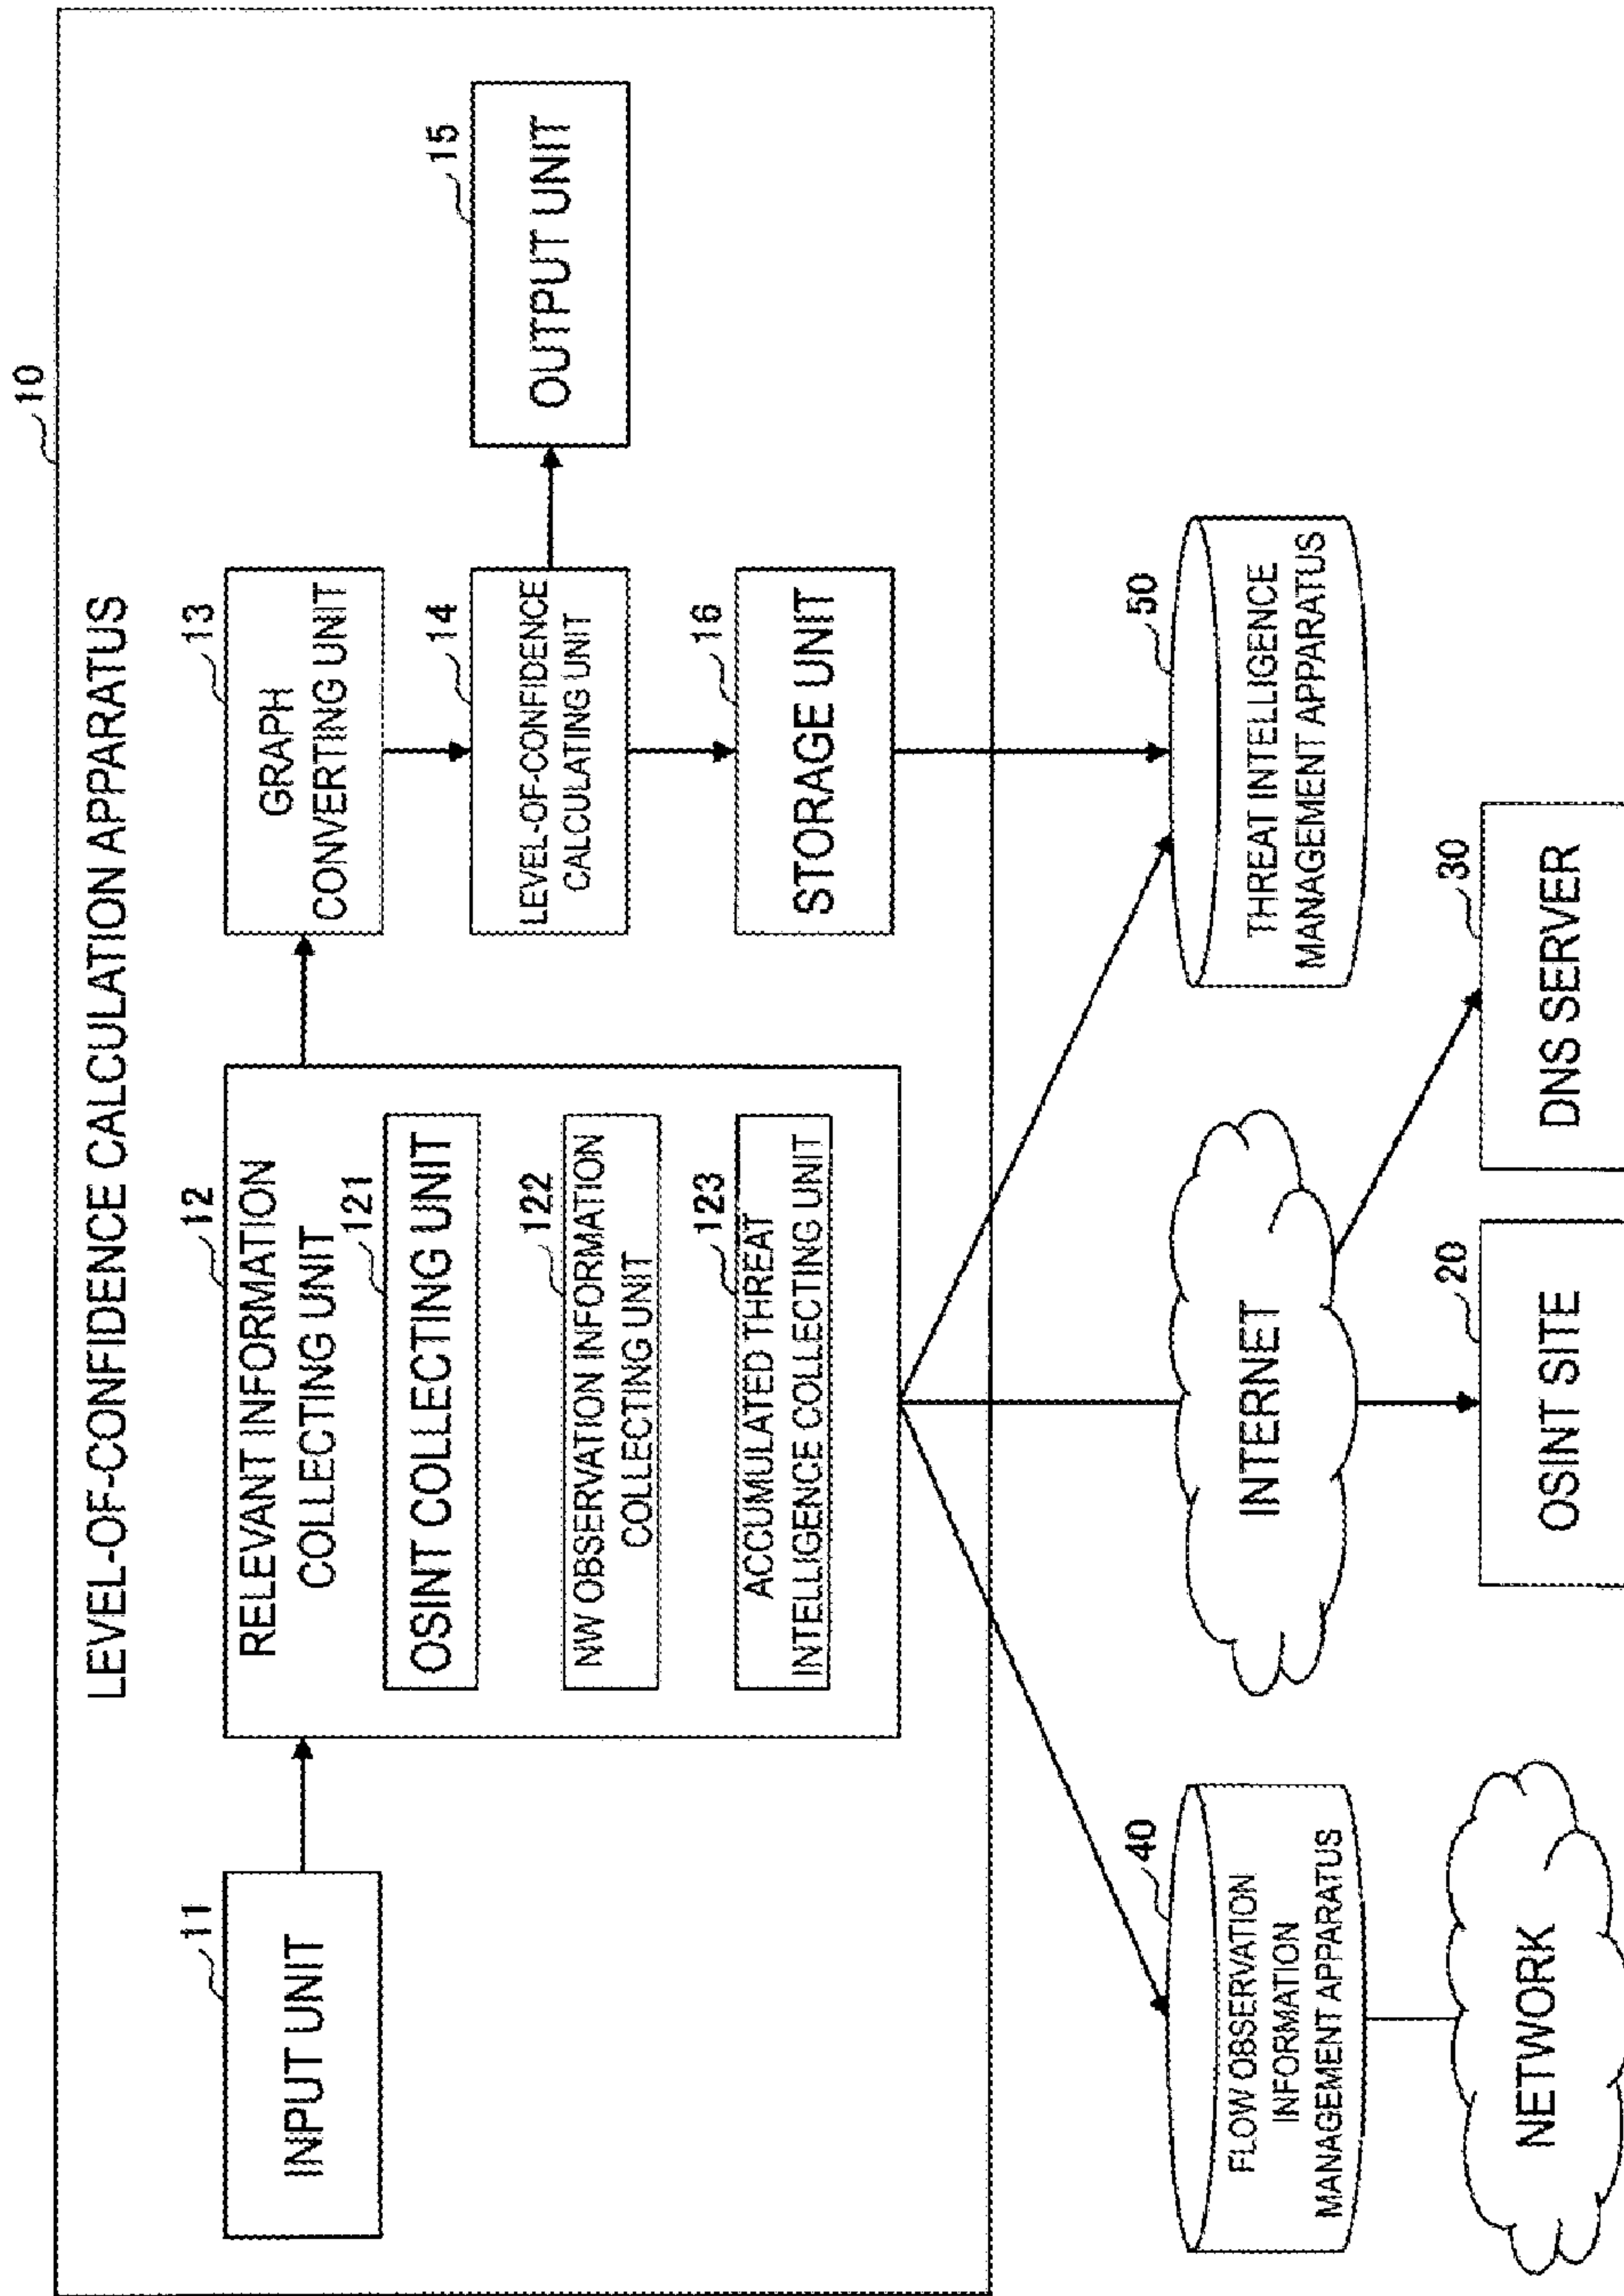 10
LEVEL-OF-CONFIDENCE CALCULATION APPARATUS
11
INPUT UNIT
12
RELEVANT INFORMATION
COLLECTING UNIT
121
OSINT COLLECTING UNIT
122
NW OBSERVATION INFORMATION
COLLECTING UNIT
123
ACCUMULATED THREAT
INTELLIGENCE COLLECTING UNIT
13
GRAPH
CONVERTING UNIT
14
LEVEL-OF-CONFIDENCE
CALCULATING UNIT
15
OUTPUT UNIT
16
STORAGE UNIT
40
FLOW OBSERVATION
INFORMATION
MANAGEMENT APPARATUS
NETWORK
INTERNET
20
OSINT SITE
30
DNS SERVER
50
THREAT INTELLIGENCE
MANAGEMENT APPARATUS